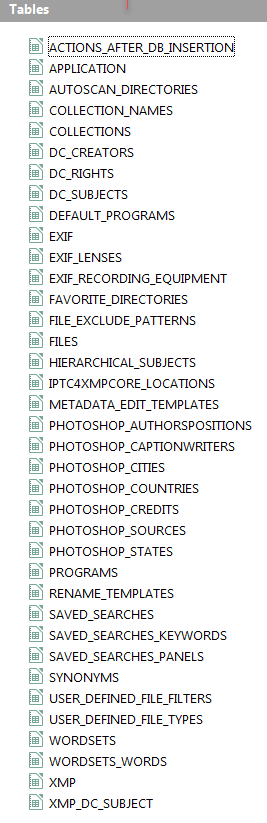 Tables
ACTIONS_AFTER_DB_INSERTION
APPLICATION
AUTOSCAN_DIRECTORIES
COLLECTION_NAMES
COLLECTIONS
DC_CREATORS
DC_RIGHTS
DC_SUBJECTS
DEFAULT_PROGRAMS
EXIF
EXIF_LENSES
EXIF_RECORDING_EQUIPMENT
FAVORITE_DIRECTORIES
FILE_EXCLUDE_PATTERNS
FILES
HIERARCHICAL_SUBJECTS
IPTC4XMPCORE_LOCATIONS
METADATA_EDIT_TEMPLATES
PHOTOSHOP_AUTHORSPOSITIONS
PHOTOSHOP_CAPTIONWRITERS
PHOTOSHOP_CITIES
PHOTOSHOP_COUNTRIES
PHOTOSHOP_CREDITS
PHOTOSHOP_SOURCES
PHOTOSHOP_STATES
PROGRAMS
RENAME_TEMPLATES
SAVED_SEARCHES
SAVED_SEARCHES_KEYWORDS
SAVED_SEARCHES_PANELS
SYNONYMS
USER_DEFINED_FILE_FILTERS
USER_DEFINED_FILE_TYPES
WORDSETS
WORDSETS_WORDS
XMP
XMP_DC_SUBJECT